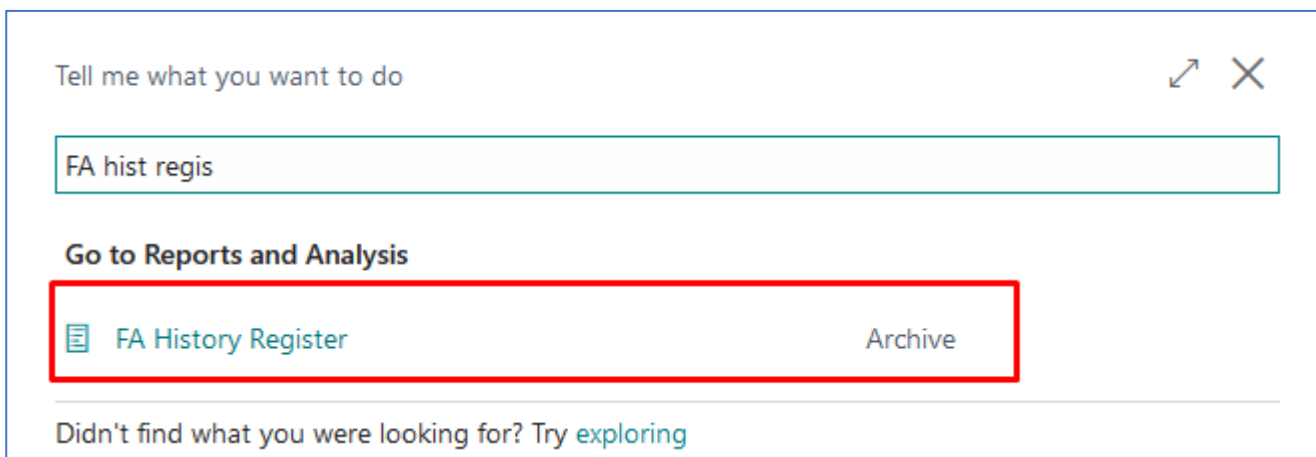 Tell me what you want to do
FA hist regis
Go to Reports and Analysis
FA History Register Archive
Didn't find what you were looking for? Try exploring